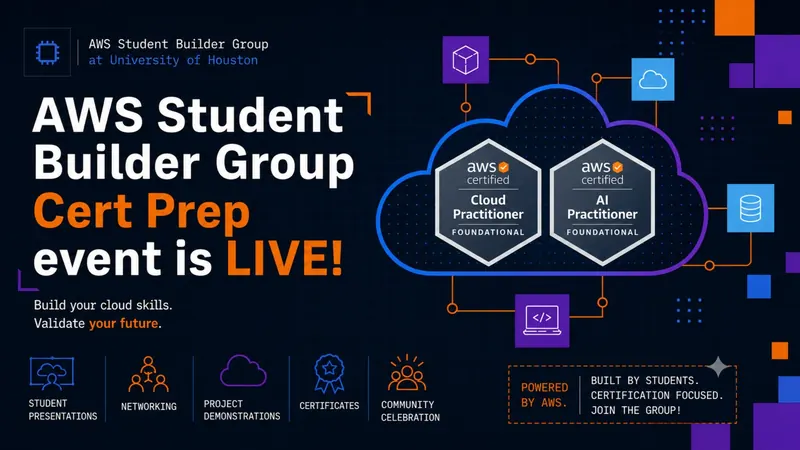 AWS Student Builder Group
at University of Houston
AWS Student
Builder Group
Cert Prep
event is LIVE!
Build your cloud skills.
Validate your future.
aws
certified
Cloud
Practitioner
FOUNDATIONAL
aws
certified
AI
Practitioner
FOUNDATIONAL
</>
STUDENT
PRESENTATIONS
NETWORKING
PROJECT
DEMONSTRATIONS
CERTIFICATES
COMMUNITY
CELEBRATION
POWERED
BY AWS.
BUILT BY STUDENTS.
CERTIFICATION FOCUSED.
JOIN THE GROUP!